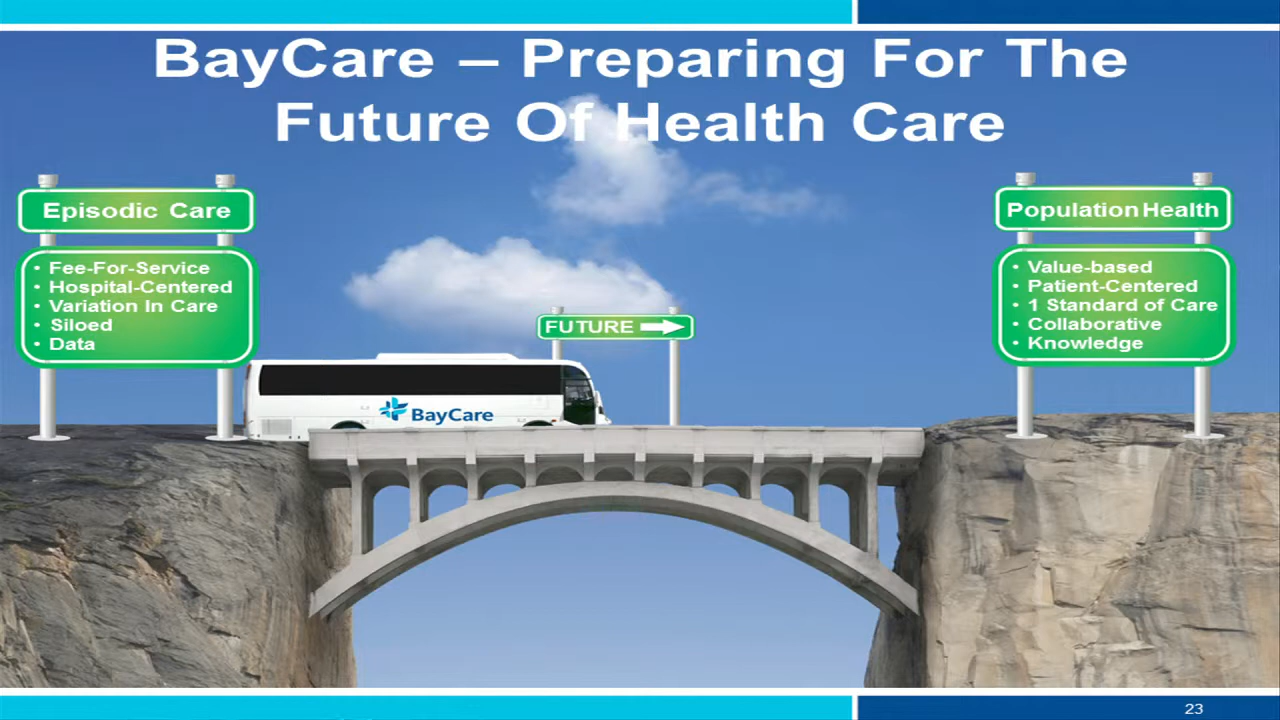 BayCare – Preparing For The
Future Of Health Care
Episodic Care
• Fee-For-Service
• Hospital-Centered
• Variation In Care
• Siloed
• Data
FUTURE
BayCare
Population Health
• Value-based
• Patient-Centered
• 1 Standard of Care
• Collaborative
• Knowledge
23